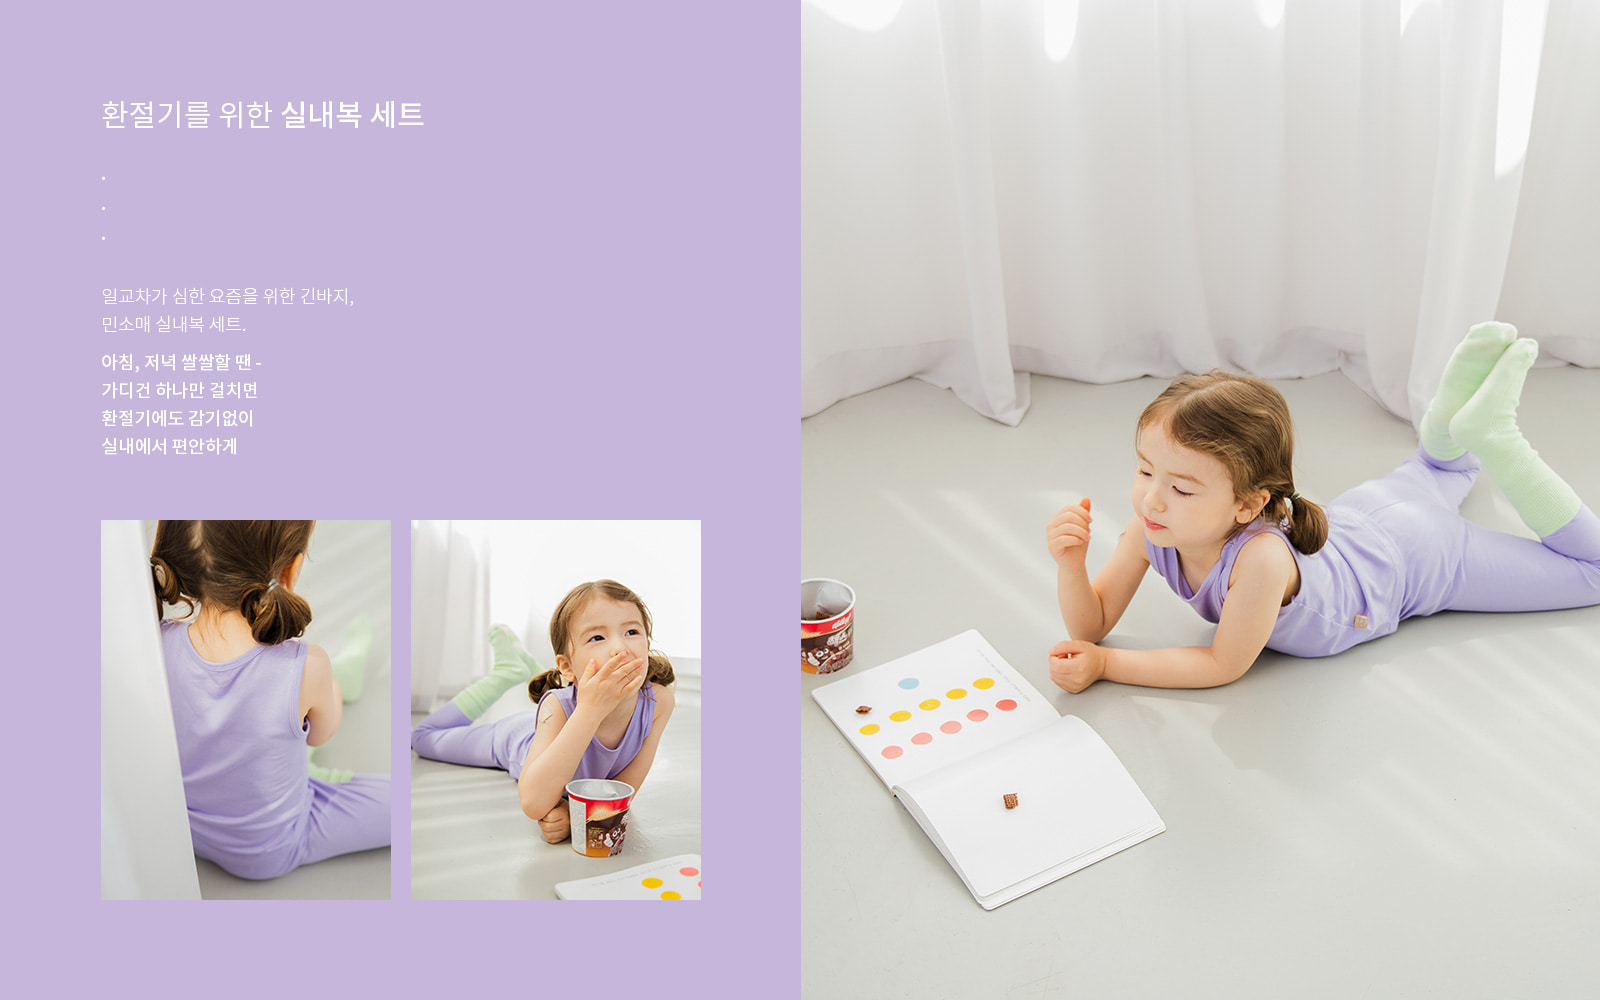 환절기를 위한 실내복 세트
일교차가 심한 요즘을 위한 긴바지,
민소매 실내복 세트.
아침, 저녁 쌀쌀할 땐 -
가디건 하나만 걸치면
환절기에도 감기없이
실내에서 편안하게